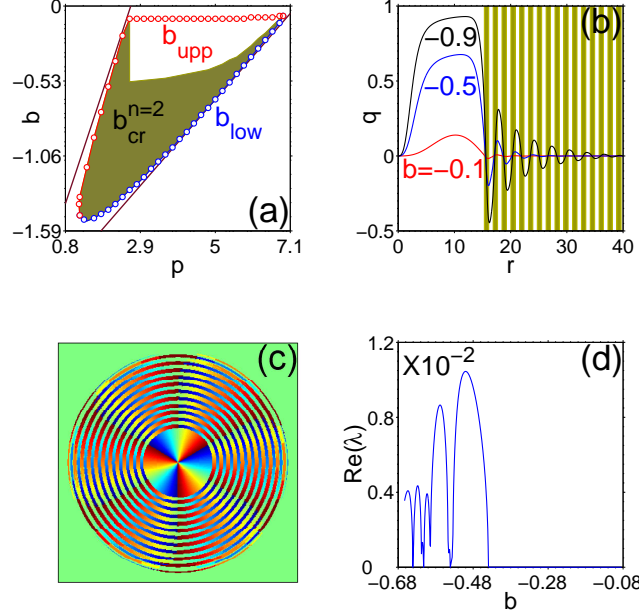 0
−0.53
−1.06
−1.59
0.8
2.9
5
7.1
b
p
b_upp
b_cr^n=2
b_low
(a)
1
0.5
0
−0.5
0
10
20
30
40
q
r
−0.9
−0.5
b=−0.1
(b)
(c)
1.2
0.8
0.4
0
−0.68
−0.48
−0.28
−0.08
Re(λ)
b
X10^−2
(d)